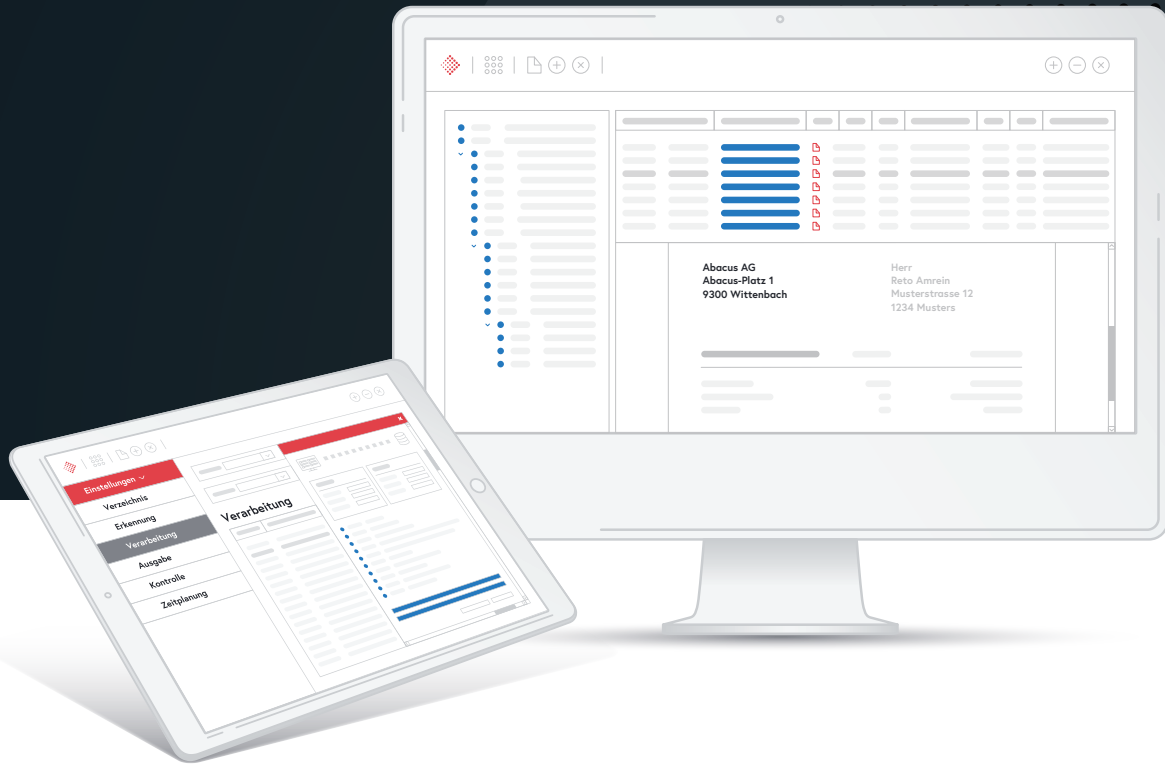 Abacus AG
Abacus-Platz 1
9300 Wittenbach
Herr
Reto Amrein
Musterstrasse 12
1234 Musters
Einstellungen
Verzeichnis
Erkennung
Verarbeitung
Ausgabe
Kontrolle
Zeitplanung
Verarbeitung